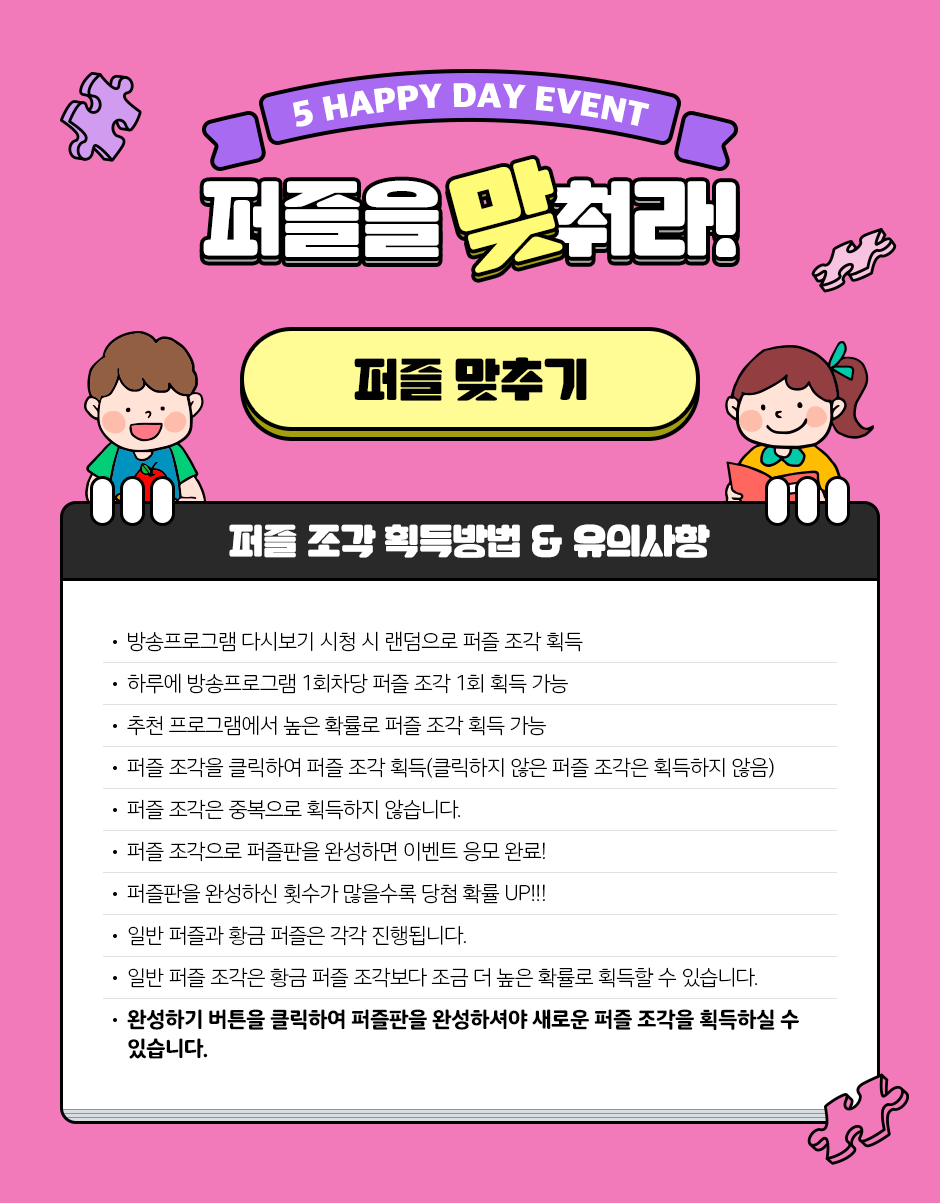 5 HAPPY DAY EVENT
퍼즐을 맞춰라!
퍼즐 맞추기
퍼즐 조각 획득방법 & 유의사항
• 방송프로그램 다시보기 시청 시 랜덤으로 퍼즐 조각 획득
• 하루에 방송프로그램 1회차당 퍼즐 조각 1회 획득 가능
• 추천 프로그램에서 높은 확률로 퍼즐 조각 획득 가능
• 퍼즐 조각을 클릭하여 퍼즐 조각 획득(클릭하지 않은 퍼즐 조각은 획득하지 않음)
• 퍼즐 조각은 중복으로 획득하지 않습니다.
• 퍼즐 조각으로 퍼즐판을 완성하면 이벤트 응모 완료!
• 퍼즐판을 완성하신 횟수가 많을수록 당첨 확률 UP!!!
• 일반 퍼즐과 황금 퍼즐은 각각 진행됩니다.
• 일반 퍼즐 조각은 황금 퍼즐 조각보다 조금 더 높은 확률로 획득할 수 있습니다.
• 완성하기 버튼을 클릭하여 퍼즐판을 완성하셔야 새로운 퍼즐 조각을 획득하실 수
있습니다.